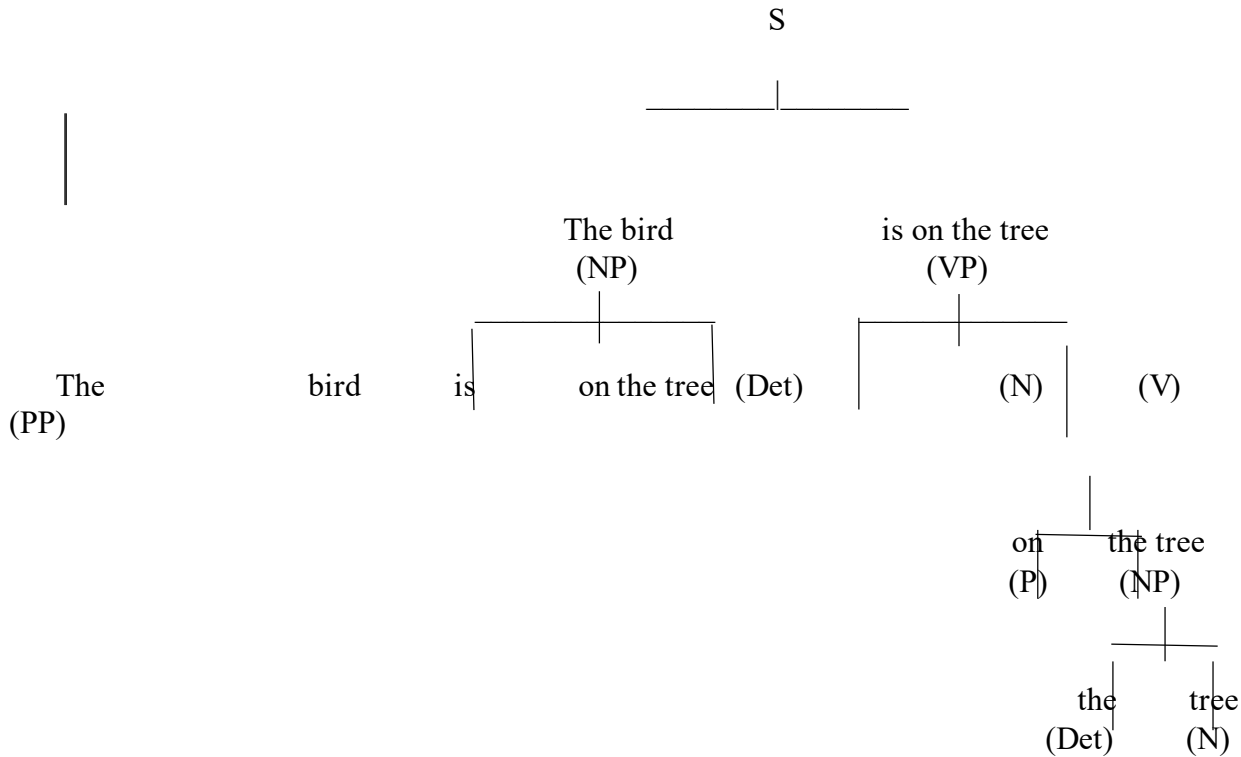 S
The bird is on the tree
(NP) (VP)
The bird is on the tree (Det) (N) (V)
(PP)
on the tree
(P) (NP)
the tree
(Det) (N)